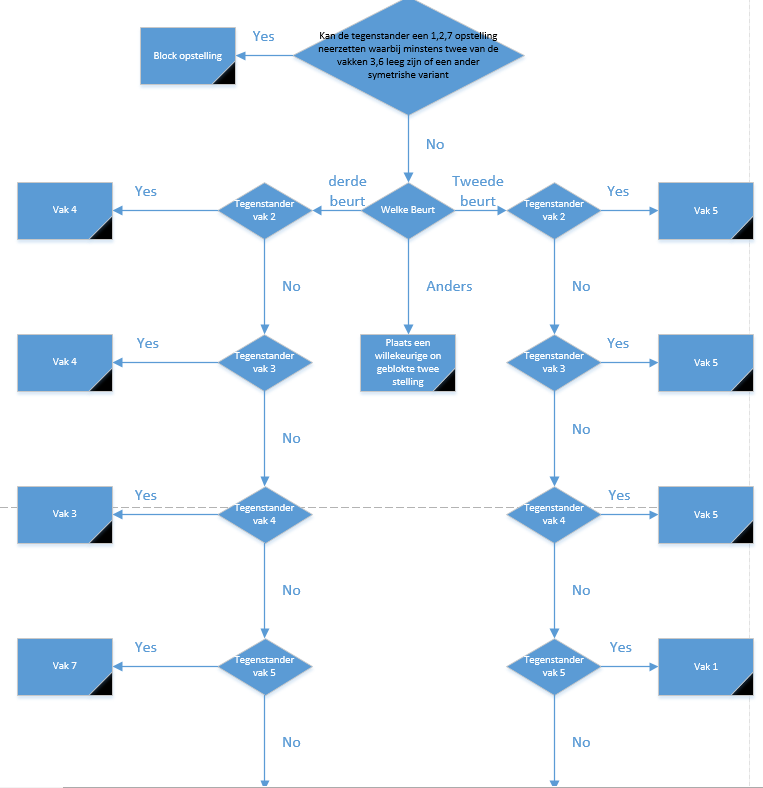 Kan de tegenstander een 1,2,7 opstelling
neerzetten waarbij minstens twee van de
vakken 3,6 leeg zijn of een ander
symetrishe variant
Yes
Block opstelling
No
Welke Beurt
derde
beurt
Tweede
beurt
Anders
Plaats een
willekeurige on
geblokte twee
stelling
Tegenstander
vak 2
Yes
Vak 4
No
Tegenstander
vak 3
Yes
Vak 4
No
Tegenstander
vak 4
Yes
Vak 3
No
Tegenstander
vak 5
Yes
Vak 7
No
Tegenstander
vak 2
Yes
Vak 5
No
Tegenstander
vak 3
Yes
Vak 5
No
Tegenstander
vak 4
Yes
Vak 5
No
Tegenstander
vak 5
Yes
Vak 1
No